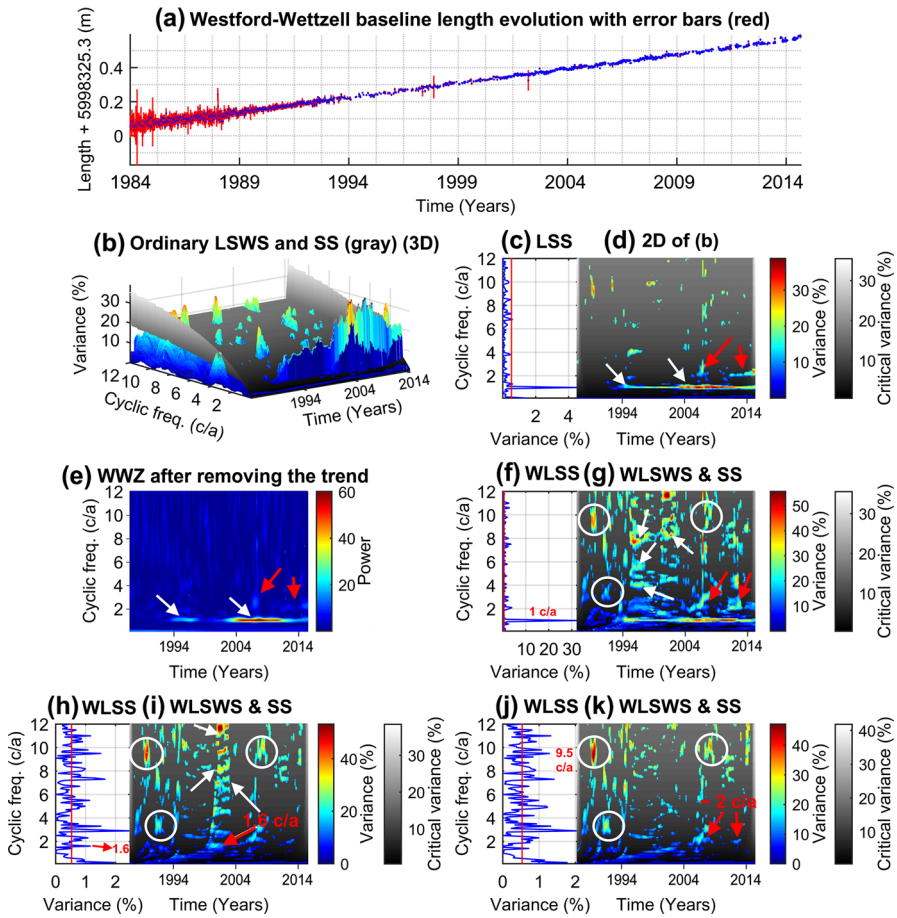 (a) Westford-Wettzell baseline length evolution with error bars (red)
Length + 5998325.3 (m)
0.4
0.2
0
1984 1989 1994 1999 2004 2009 2014
Time (Years)
(b) Ordinary LSWS and SS (gray) (3D)
Variance (%)
30
20
10
12 10 8 6 4 2
Cyclic freq. (c/a)
1994 2004 2014
Time (Years)
(c) LSS (d) 2D of (b)
Cyclic freq. (c/a)
12
10
8
6
4
2
2 4
Variance (%)
1994 2004 2014
Time (Years)
30
20
10
0
Variance (%)
30
20
10
0
Critical variance (%)
(e) WWZ after removing the trend
Cyclic freq. (c/a)
12
10
8
6
4
2
1994 2004 2014
Time (Years)
60
40
20
Power
(f) WLSS (g) WLSWS & SS
Cyclic freq. (c/a)
12
10
8
6
4
2
1 c/a
10 20 30
Variance (%)
1994 2004 2014
Time (Years)
50
40
30
20
10
0
Variance (%)
30
20
10
0
Critical variance (%)
(h) WLSS (i) WLSWS & SS
Cyclic freq. (c/a)
12
10
8
6
4
2
1.6
1.6 c/a
0 1 2
Variance (%)
1994 2004 2014
Time (Years)
40
20
0
Variance (%)
30
20
10
0
Critical variance (%)
(j) WLSS (k) WLSWS & SS
Cyclic freq. (c/a)
12
10
8
6
4
2
9.5
c/a
~ 2 c/a
0 1 2
Variance (%)
1994 2004 2014
Time (Years)
40
30
20
10
0
Variance (%)
40
30
20
10
0
Critical variance (%)